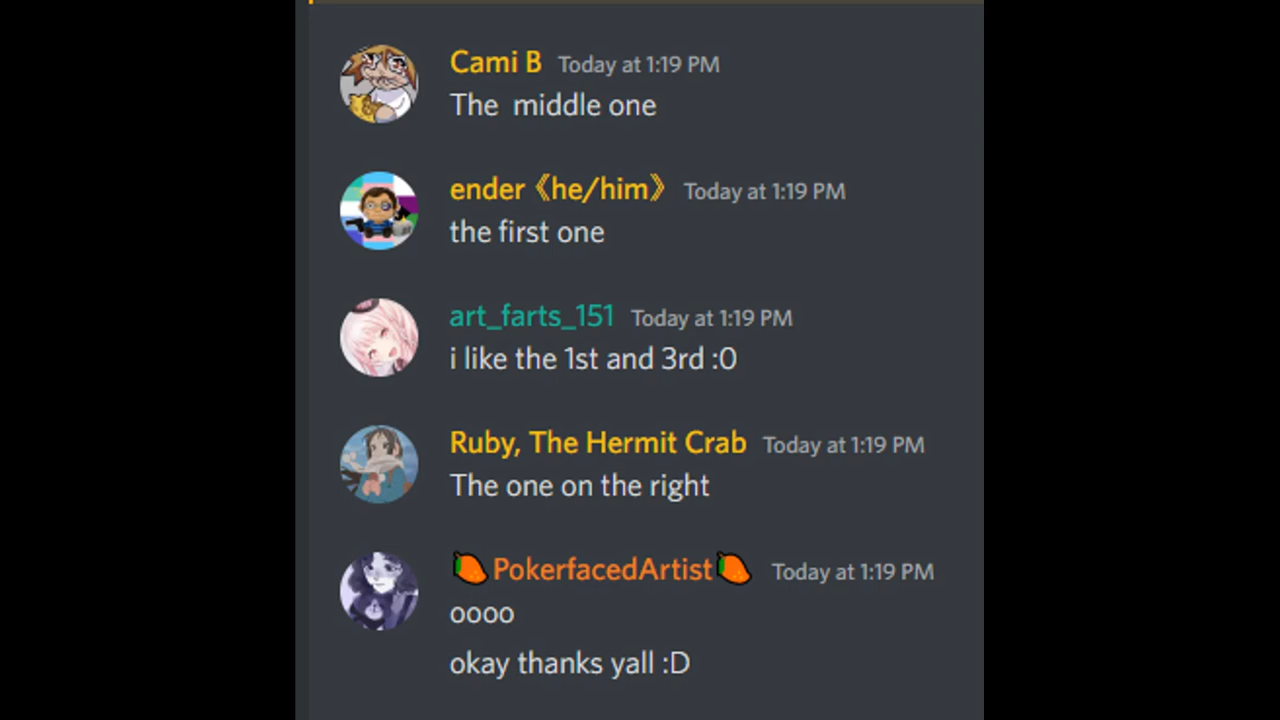 Cami B Today at 1:19 PM
The  middle one
ender 《he/him》 Today at 1:19 PM
the first one
art_farts_151 Today at 1:19 PM
i like the 1st and 3rd :0
Ruby, The Hermit Crab Today at 1:19 PM
The one on the right
🥭PokerfacedArtist🥭 Today at 1:19 PM
oooo
okay thanks yall :D